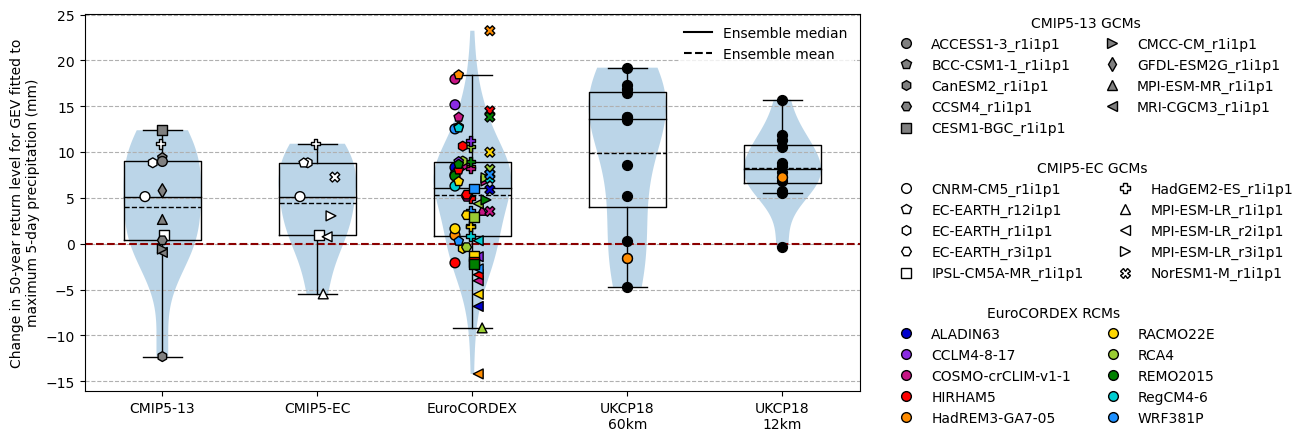 Change in 50-year return level for GEV fitted to
maximum 5-day precipitation (mm)
25
20
15
10
5
0
−5
−10
−15
Ensemble median
Ensemble mean
CMIP5-13
CMIP5-EC
EuroCORDEX
UKCP18
60km
UKCP18
12km
CMIP5-13 GCMs
ACCESS1-3_r1i1p1
BCC-CSM1-1_r1i1p1
CanESM2_r1i1p1
CCSM4_r1i1p1
CESM1-BGC_r1i1p1
CMCC-CM_r1i1p1
GFDL-ESM2G_r1i1p1
MPI-ESM-MR_r1i1p1
MRI-CGCM3_r1i1p1
CMIP5-EC GCMs
CNRM-CM5_r1i1p1
EC-EARTH_r12i1p1
EC-EARTH_r1i1p1
EC-EARTH_r3i1p1
IPSL-CM5A-MR_r1i1p1
HadGEM2-ES_r1i1p1
MPI-ESM-LR_r1i1p1
MPI-ESM-LR_r2i1p1
MPI-ESM-LR_r3i1p1
NorESM1-M_r1i1p1
EuroCORDEX RCMs
ALADIN63
CCLM4-8-17
COSMO-crCLIM-v1-1
HIRHAM5
HadREM3-GA7-05
RACMO22E
RCA4
REMO2015
RegCM4-6
WRF381P